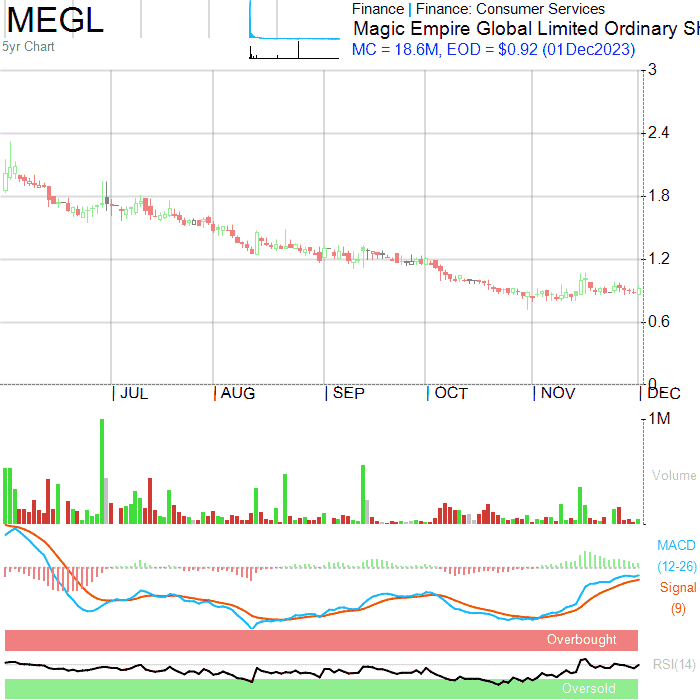 MEGL
5yr Chart
Finance | Finance: Consumer Services
Magic Empire Global Limited Ordinary Sh
MC = 18.6M, EOD = $0.92 (01Dec2023)
3
2.4
1.8
1.2
0.6
0
JUL AUG SEP OCT NOV DEC
1M
Volume
MACD
(12-26)
Signal
(9)
Overbought
RSI(14)
Oversold